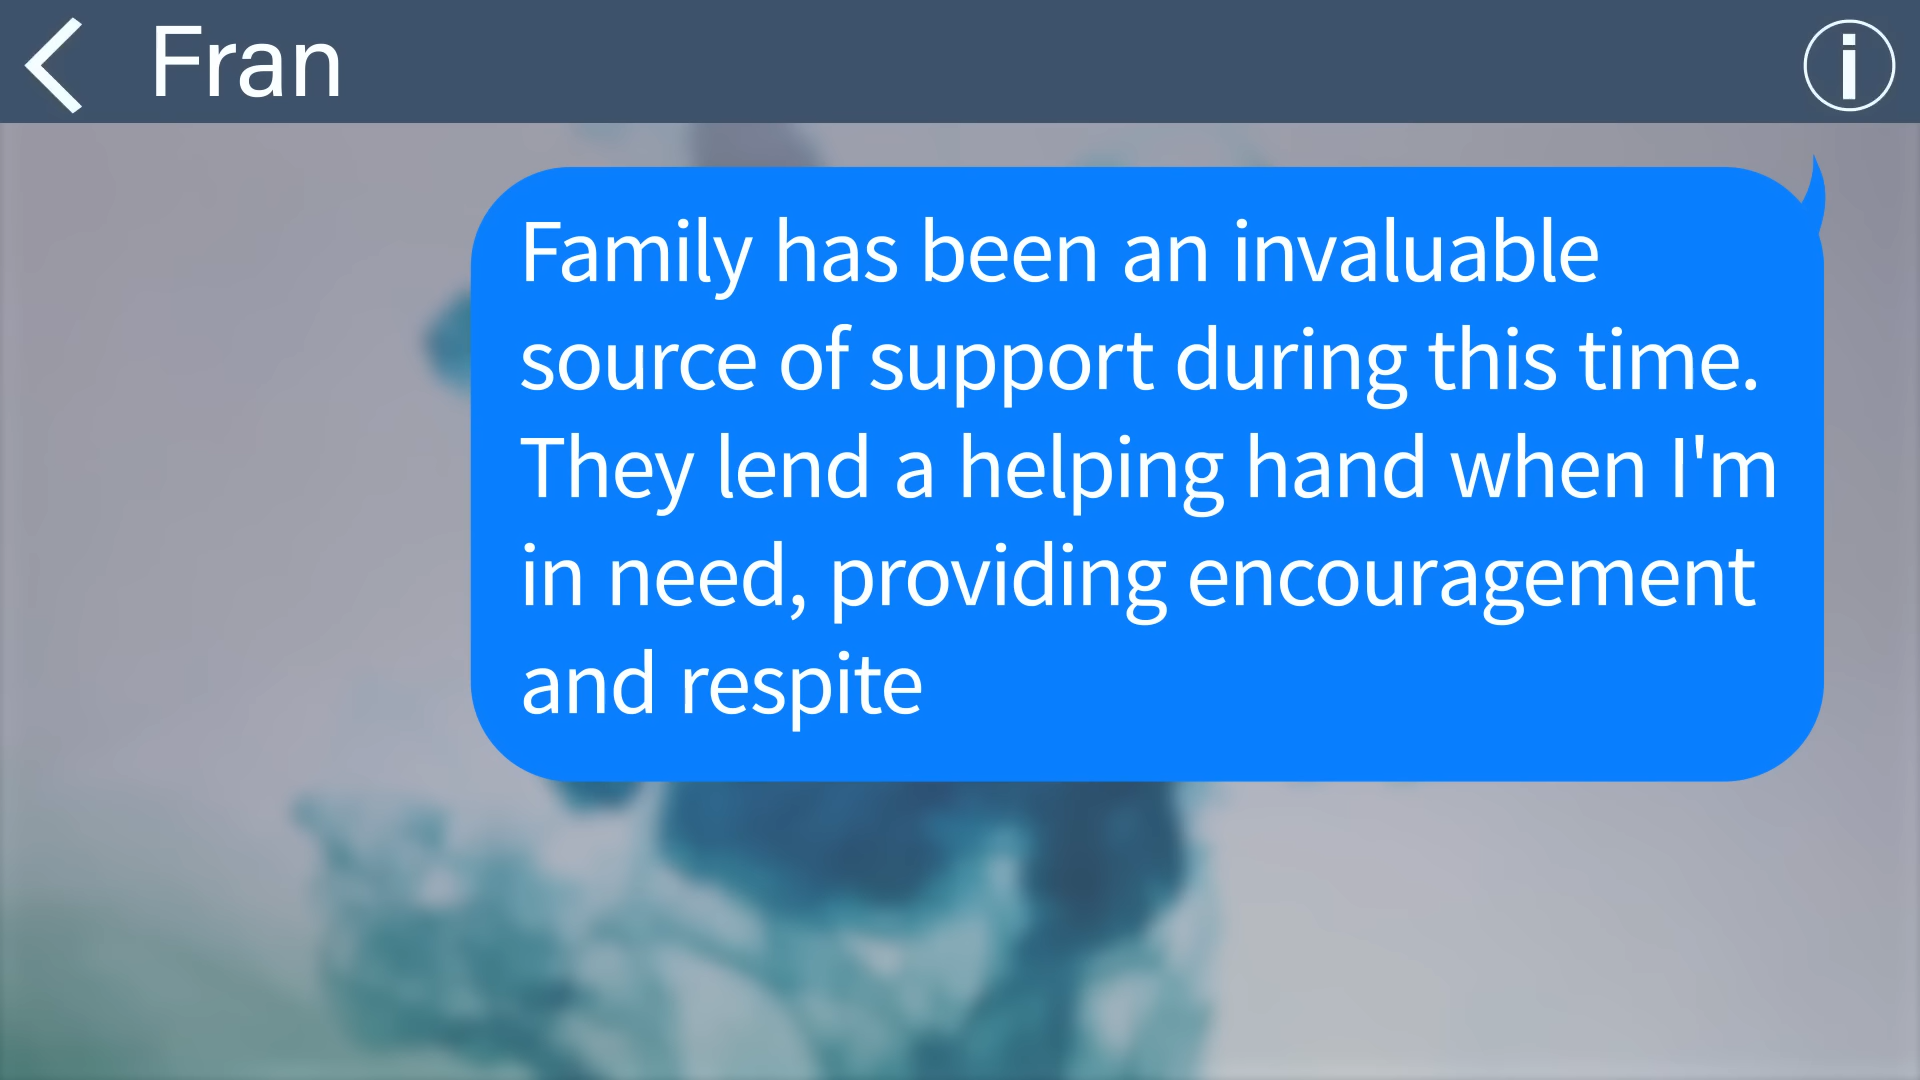 Fran
Family has been an invaluable
source of support during this time.
They lend a helping hand when I'm
in need, providing encouragement
and respite